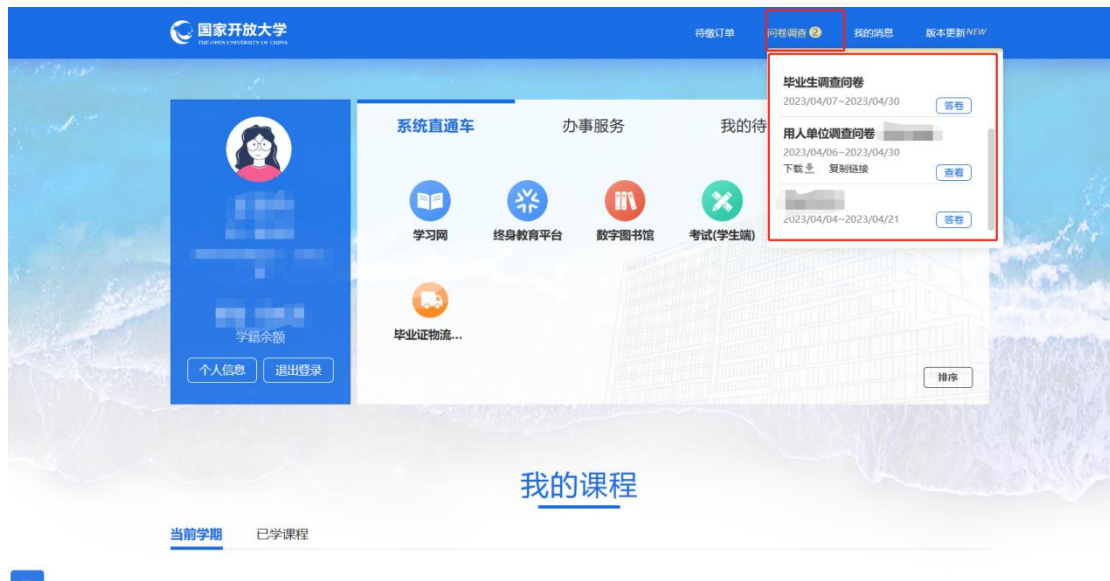 国家开放大学
THE OPEN UNIVERSITY OF CHINA
待缴订单
问卷调查 2
我的消息
版本更新NEW
毕业生调查问卷
2023/04/07~2023/04/30
答卷
用人单位调查问卷
2023/04/06~2023/04/30
下载 复制链接
查看
2023/04/04~2023/04/21
答卷
系统直通车
办事服务
我的待
学习网
终身教育平台
数字图书馆
考试(学生端)
毕业证物流...
学籍余额
个人信息
退出登录
排序
我的课程
当前学期
已学课程